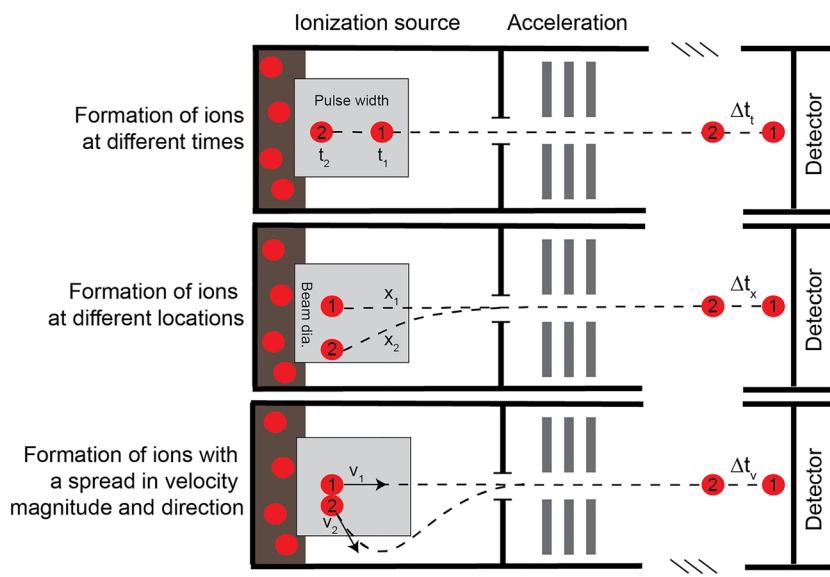 Ionization source
Acceleration
Formation of ions
at different times
Pulse width
2
1
t2
t1
Δtt
2
1
Detector
Formation of ions
at different locations
Beam dia.
1
2
x1
x2
Δtx
2
1
Detector
Formation of ions with
a spread in velocity
magnitude and direction
1
2
v1
v2
Δtv
2
1
Detector